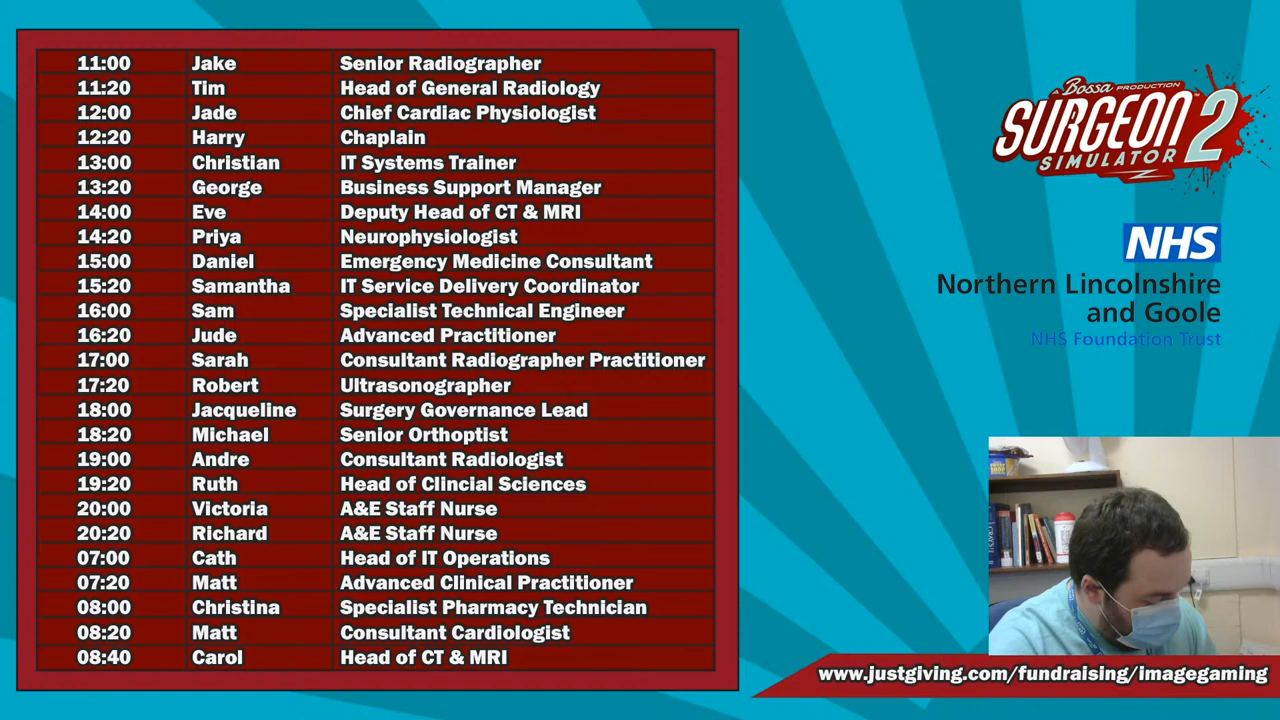 11:00 Jake Senior Radiographer
11:20 Tim Head of General Radiology
12:00 Jade Chief Cardiac Physiologist
12:20 Harry Chaplain
13:00 Christian IT Systems Trainer
13:20 George Business Support Manager
14:00 Eve Deputy Head of CT & MRI
14:20 Priya Neurophysiologist
15:00 Daniel Emergency Medicine Consultant
15:20 Samantha IT Service Delivery Coordinator
16:00 Sam Specialist Technical Engineer
16:20 Jude Advanced Practitioner
17:00 Sarah Consultant Radiographer Practitioner
17:20 Robert Ultrasonographer
18:00 Jacqueline Surgery Governance Lead
18:20 Michael Senior Orthoptist
19:00 Andre Consultant Radiologist
19:20 Ruth Head of Clincial Sciences
20:00 Victoria A&E Staff Nurse
20:20 Richard A&E Staff Nurse
07:00 Cath Head of IT Operations
07:20 Matt Advanced Clinical Practitioner
08:00 Christina Specialist Pharmacy Technician
08:20 Matt Consultant Cardiologist
08:40 Carol Head of CT & MRI
A Bossa PRODUCTION
SURGEON 2
SIMULATOR
NHS
Northern Lincolnshire
and Goole
NHS Foundation Trust
www.justgiving.com/fundraising/imagegaming